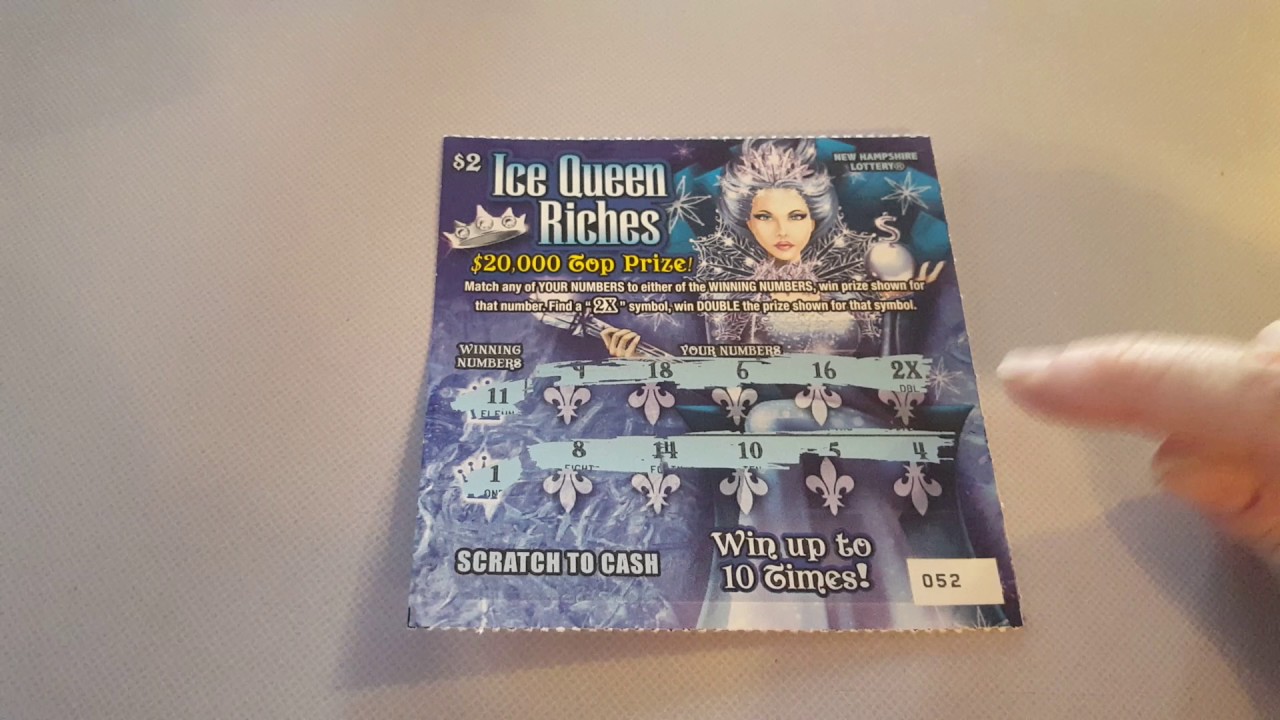 $2 Ice Queen Riches
NEW HAMPSHIRE
LOTTERY®
$20,000 Top Prize!
Match any of YOUR NUMBERS to either of the WINNING NUMBERS, win prize shown for
that number. Find a "2X" symbol, win DOUBLE the prize shown for that symbol.
WINNING
NUMBERS
YOUR NUMBERS
9 18 6 16 2X
DBL
11
8 14 10 5 4
1
SCRATCH TO CASH
Win up to
10 Times!
052